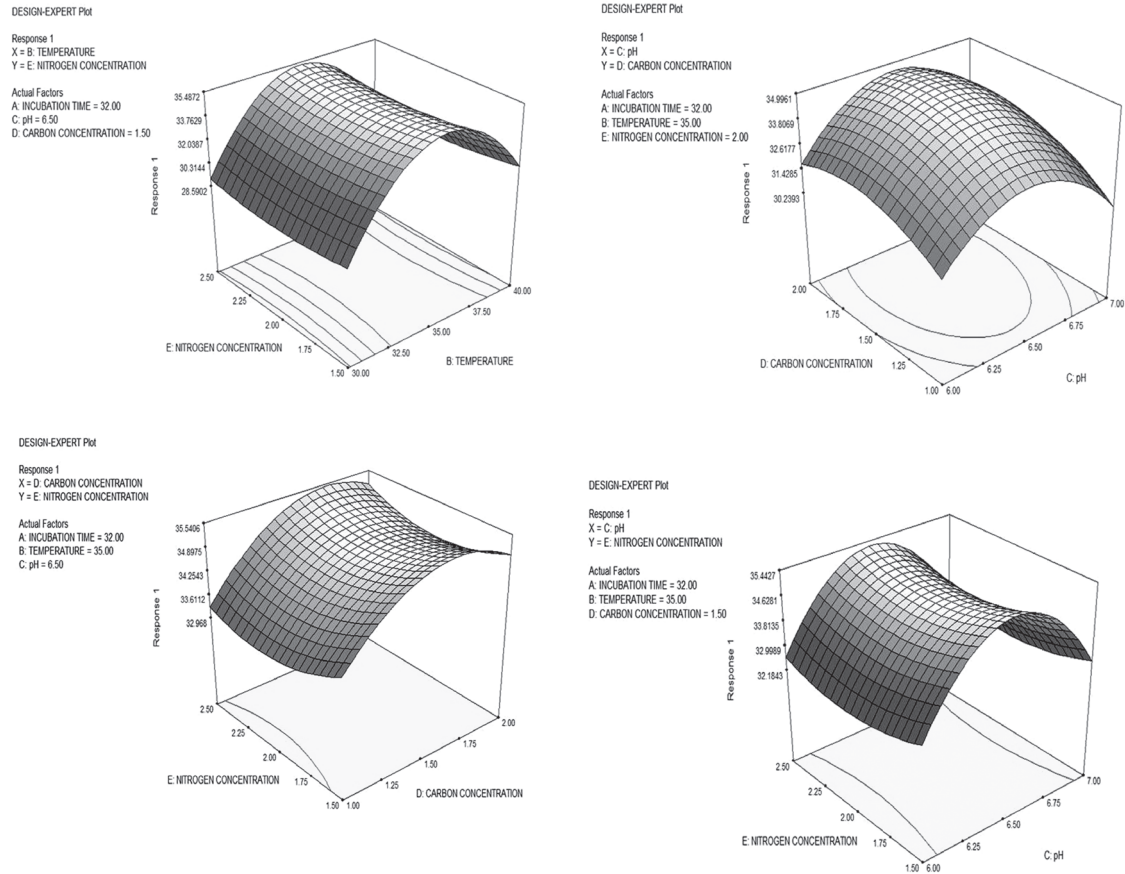 DESIGN-EXPERT Plot
Response 1
X = B: TEMPERATURE
Y = E: NITROGEN CONCENTRATION
Actual Factors
A: INCUBATION TIME = 32.00
C: pH = 6.50
D: CARBON CONCENTRATION = 1.50
35.4872
33.7629
32.0387
30.3144
28.5902
Response 1
2.50
2.25
2.00
1.75
1.50
E: NITROGEN CONCENTRATION
30.00
32.50
35.00
37.50
40.00
B: TEMPERATURE
DESIGN-EXPERT Plot
Response 1
X = C: pH
Y = D: CARBON CONCENTRATION
Actual Factors
A: INCUBATION TIME = 32.00
B: TEMPERATURE = 35.00
E: NITROGEN CONCENTRATION = 2.00
34.9961
33.8069
32.6177
31.4285
30.2393
Response 1
2.00
1.75
1.50
1.25
1.00
D: CARBON CONCENTRATION
6.00
6.25
6.50
6.75
7.00
C: pH
DESIGN-EXPERT Plot
Response 1
X = D: CARBON CONCENTRATION
Y = E: NITROGEN CONCENTRATION
Actual Factors
A: INCUBATION TIME = 32.00
B: TEMPERATURE = 35.00
C: pH = 6.50
35.5406
34.8975
34.2543
33.6112
32.968
Response 1
2.50
2.25
2.00
1.75
1.50
E: NITROGEN CONCENTRATION
1.00
1.25
1.50
1.75
2.00
D: CARBON CONCENTRATION
DESIGN-EXPERT Plot
Response 1
X = C: pH
Y = E: NITROGEN CONCENTRATION
Actual Factors
A: INCUBATION TIME = 32.00
B: TEMPERATURE = 35.00
D: CARBON CONCENTRATION = 1.50
35.4427
34.6281
33.8135
32.9989
32.1843
Response 1
2.50
2.25
2.00
1.75
1.50
E: NITROGEN CONCENTRATION
6.00
6.25
6.50
6.75
7.00
C: pH